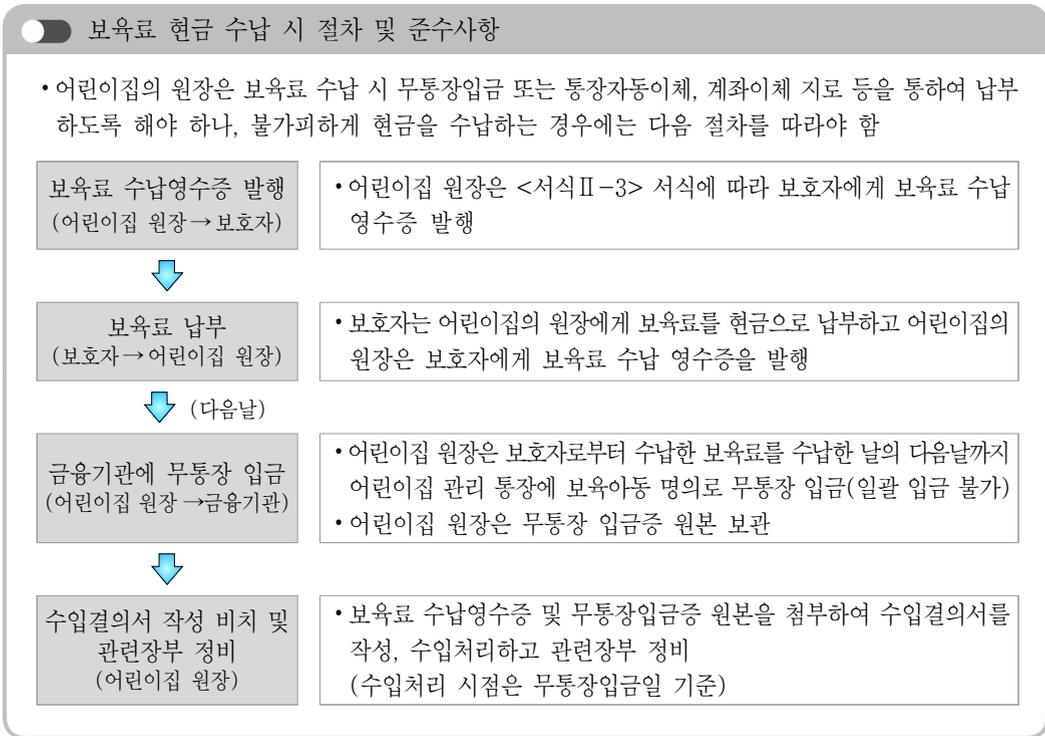 보육료 현금 수납 시 절차 및 준수사항
• 어린이집의 원장은 보육료 수납 시 무통장입금 또는 통장자동이체, 계좌이체 지로 등을 통하여 납부
하도록 해야 하나, 불가피하게 현금을 수납하는 경우에는 다음 절차를 따라야 함
보육료 수납영수증 발행
(어린이집 원장→보호자)
• 어린이집 원장은 <서식Ⅱ-3> 서식에 따라 보호자에게 보육료 수납
영수증 발행
보육료 납부
(보호자→어린이집 원장)
• 보호자는 어린이집의 원장에게 보육료를 현금으로 납부하고 어린이집의
원장은 보호자에게 보육료 수납 영수증을 발행
(다음날)
금융기관에 무통장 입금
(어린이집 원장→금융기관)
• 어린이집 원장은 보호자로부터 수납한 보육료를 수납한 날의 다음날까지
어린이집 관리 통장에 보육아동 명의로 무통장 입금(일괄 입금 불가)
• 어린이집 원장은 무통장 입금증 원본 보관
수입결의서 작성 비치 및
관련장부 정비
(어린이집 원장)
• 보육료 수납영수증 및 무통장입금증 원본을 첨부하여 수입결의서를
작성, 수입처리하고 관련장부 정비
(수입처리 시점은 무통장입금일 기준)